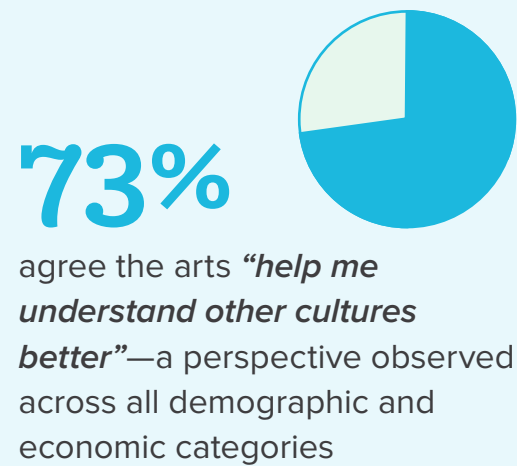 73%
agree the arts “help me
understand other cultures
better”—a perspective observed
across all demographic and
economic categories